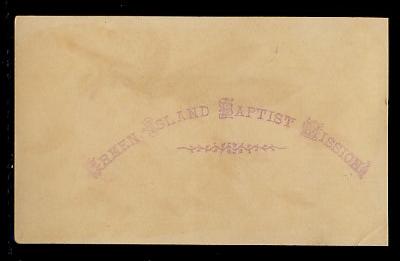 Green Island Baptist Mission